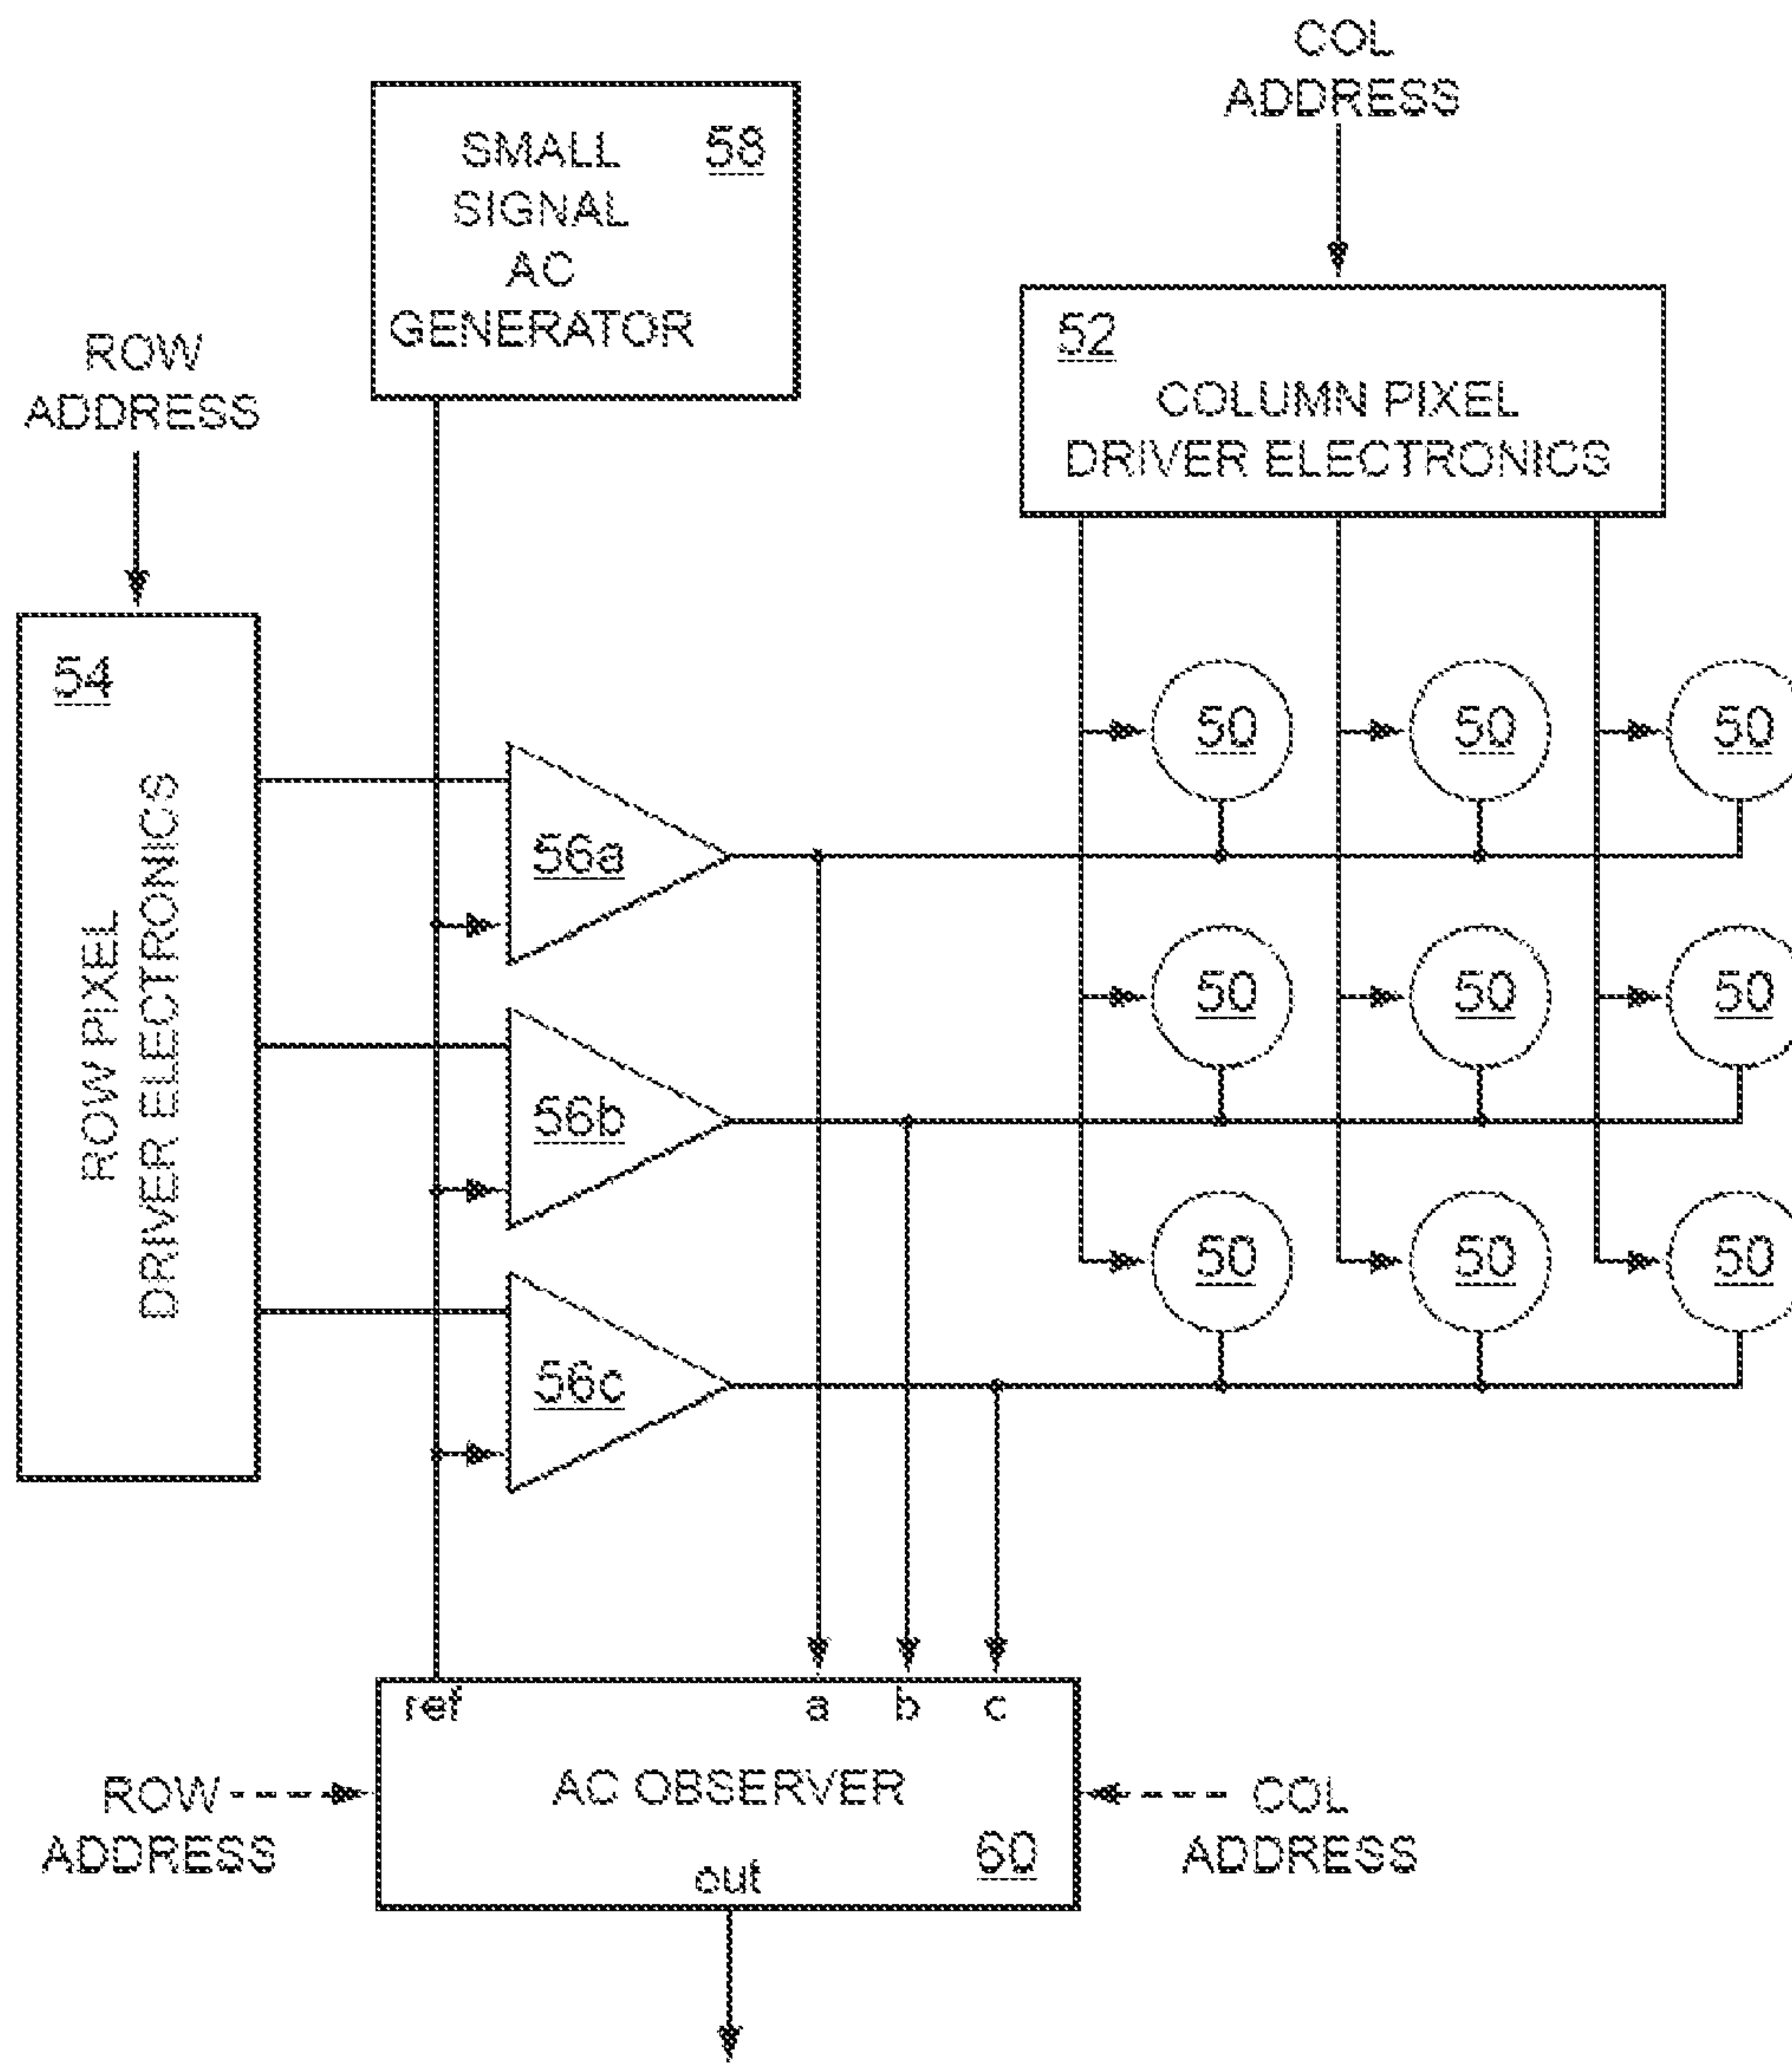 COL
ADDRESS
SMALL 58
SIGNAL
AC
GENERATOR
ROW
ADDRESS
52
COLUMN PIXEL
DRIVER ELECTRONICS
54
ROW PIXEL
DRIVER ELECTRONICS
50 50 50
56a
50 50 50
56b
50 50 50
56c
ref a b c
AC OBSERVER
ROW
ADDRESS
COL
ADDRESS
60
out